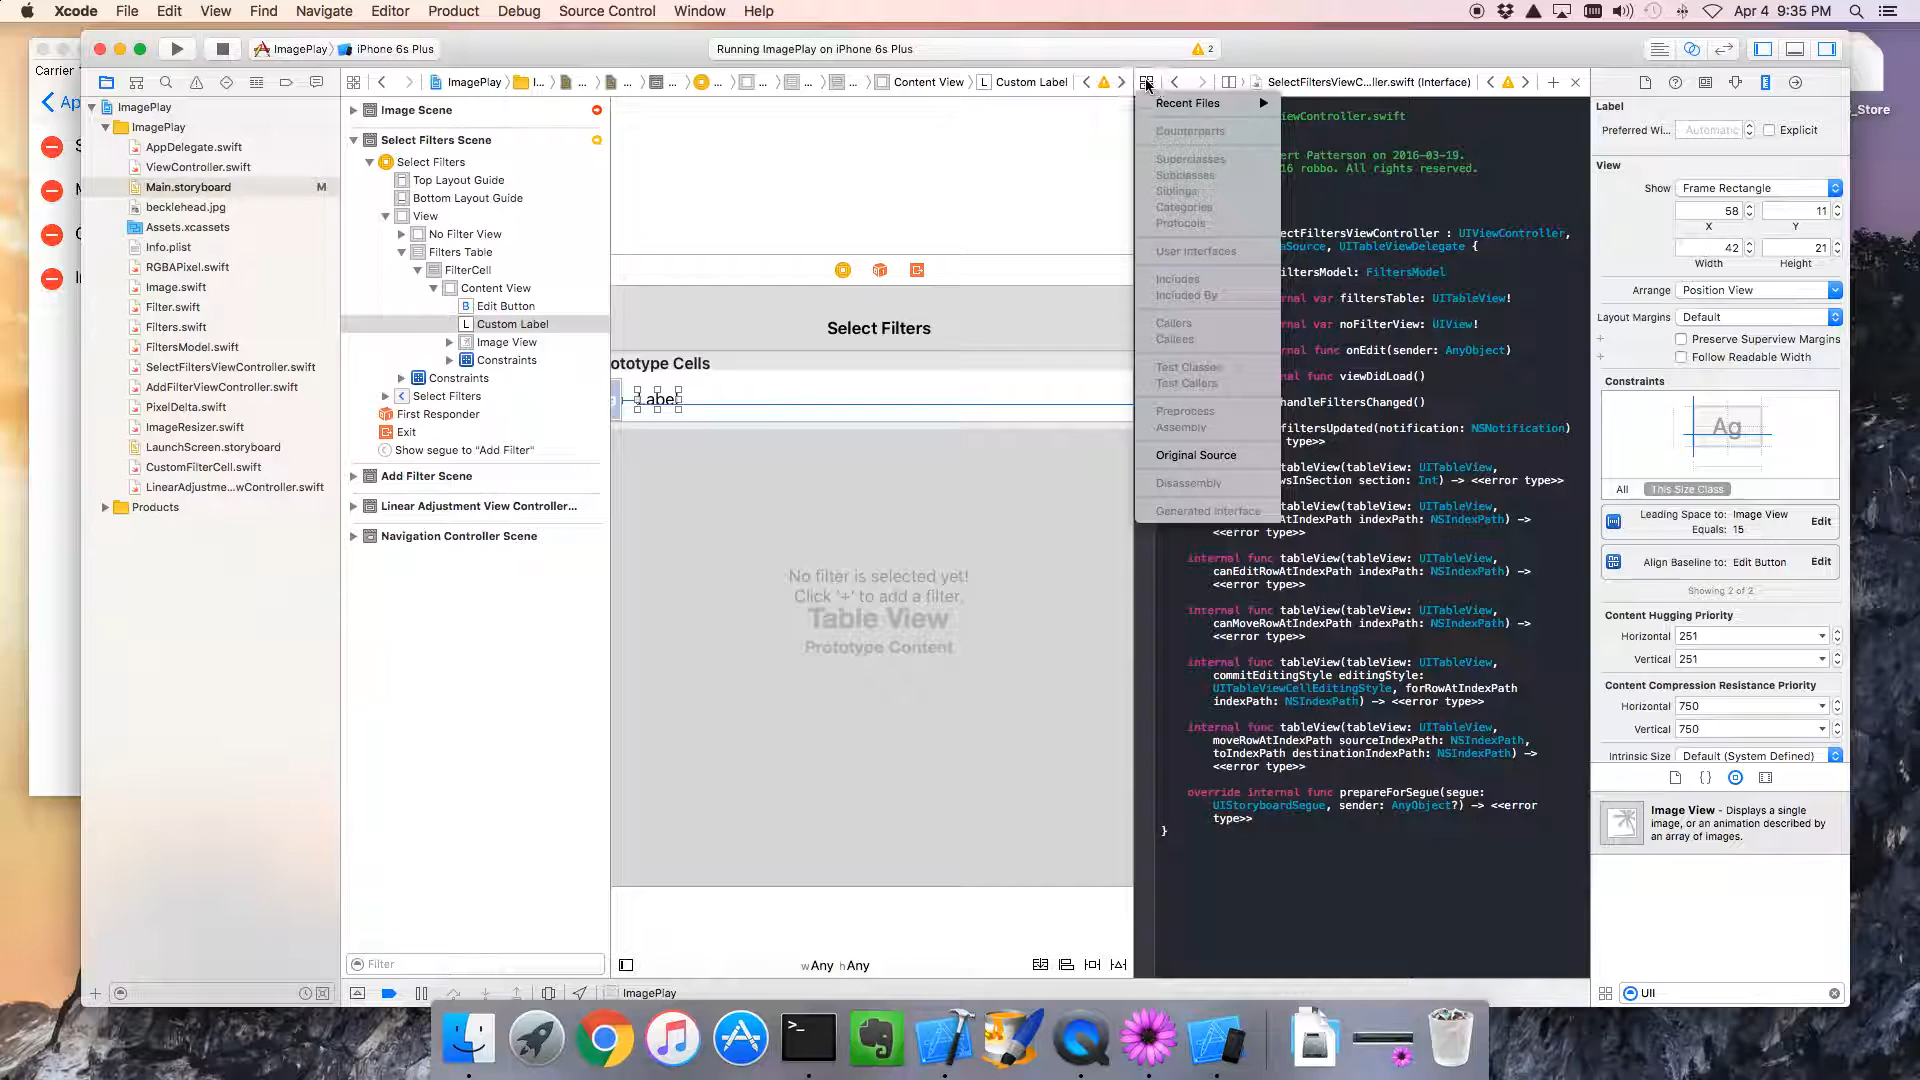 Xcode File Edit View Find Navigate Editor Product Debug Source Control Window Help
Apr 4 9:35 PM
ImagePlay iPhone 6s Plus
Running ImagePlay on iPhone 6s Plus
2
Carrier
Ap
ImagePlay
ImagePlay
AppDelegate.swift
ViewController.swift
Main.storyboard M
becklehead.jpg
Assets.xcassets
Info.plist
RGBAPixel.swift
Image.swift
Filter.swift
Filters.swift
FiltersModel.swift
SelectFiltersViewController.swift
AddFilterViewController.swift
PixelDelta.swift
ImageResizer.swift
LaunchScreen.storyboard
CustomFilterCell.swift
LinearAdjustme...wController.swift
Products
ImagePlay I... ... ... ... ... ... ... ... Content View L Custom Label
Image Scene
Select Filters Scene
Select Filters
Top Layout Guide
Bottom Layout Guide
View
No Filter View
Filters Table
FilterCell
Content View
B Edit Button
L Custom Label
Image View
Constraints
Constraints
Select Filters
First Responder
Exit
Show segue to "Add Filter"
Add Filter Scene
Linear Adjustment View Controller...
Navigation Controller Scene
Filter
Select Filters
ototype Cells
Label
No filter is selected yet!
Click '+' to add a filter.
Table View
Prototype Content
wAny hAny
ImagePlay
SelectFiltersViewC...ller.swift (Interface)
Recent Files
Counterparts
Superclasses
Subclasses
Siblings
Categories
Protocols
User Interfaces
Includes
Included By
Callers
Callees
Test Classes
Test Callers
Preprocess
Assembly
Original Source
Disassembly
Generated Interface
iewController.swift
ert Patterson on 2016-03-19.
16 robbo. All rights reserved.
ectFiltersViewController : UIViewController,
aSource, UITableViewDelegate {
ltersModel: FiltersModel
rnal var filtersTable: UITableView!
rnal var noFilterView: UIView!
rnal func onEdit(sender: AnyObject)
nal func viewDidLoad()
handleFiltersChanged()
filtersUpdated(notification: NSNotification)
type>>
tableView(tableView: UITableView,
wsInSection section: Int) -> <<error type>>
tableView(tableView: UITableView,
AtIndexPath indexPath: NSIndexPath) ->
<<error type>>
internal func tableView(tableView: UITableView,
canEditRowAtIndexPath indexPath: NSIndexPath) ->
<<error type>>
internal func tableView(tableView: UITableView,
canMoveRowAtIndexPath indexPath: NSIndexPath) ->
<<error type>>
internal func tableView(tableView: UITableView,
commitEditingStyle editingStyle:
UITableViewCellEditingStyle, forRowAtIndexPath
indexPath: NSIndexPath) -> <<error type>>
internal func tableView(tableView: UITableView,
moveRowAtIndexPath sourceIndexPath: NSIndexPath,
toIndexPath destinationIndexPath: NSIndexPath) ->
<<error type>>
override internal func prepareForSegue(segue:
UIStoryboardSegue, sender: AnyObject?) -> <<error
type>>
}
Label
Preferred Wi... Automatic Explicit
View
Show Frame Rectangle
58 11
X Y
42 21
Width Height
Arrange Position View
Layout Margins Default
Preserve Superview Margins
Follow Readable Width
Constraints
Ag
All This Size Class
Leading Space to: Image View
Equals: 15
Edit
Align Baseline to: Edit Button Edit
Showing 2 of 2
Content Hugging Priority
Horizontal 251
Vertical 251
Content Compression Resistance Priority
Horizontal 750
Vertical 750
Intrinsic Size Default (System Defined)
Image View - Displays a single
image, or an animation described by
an array of images.
UII
_Store